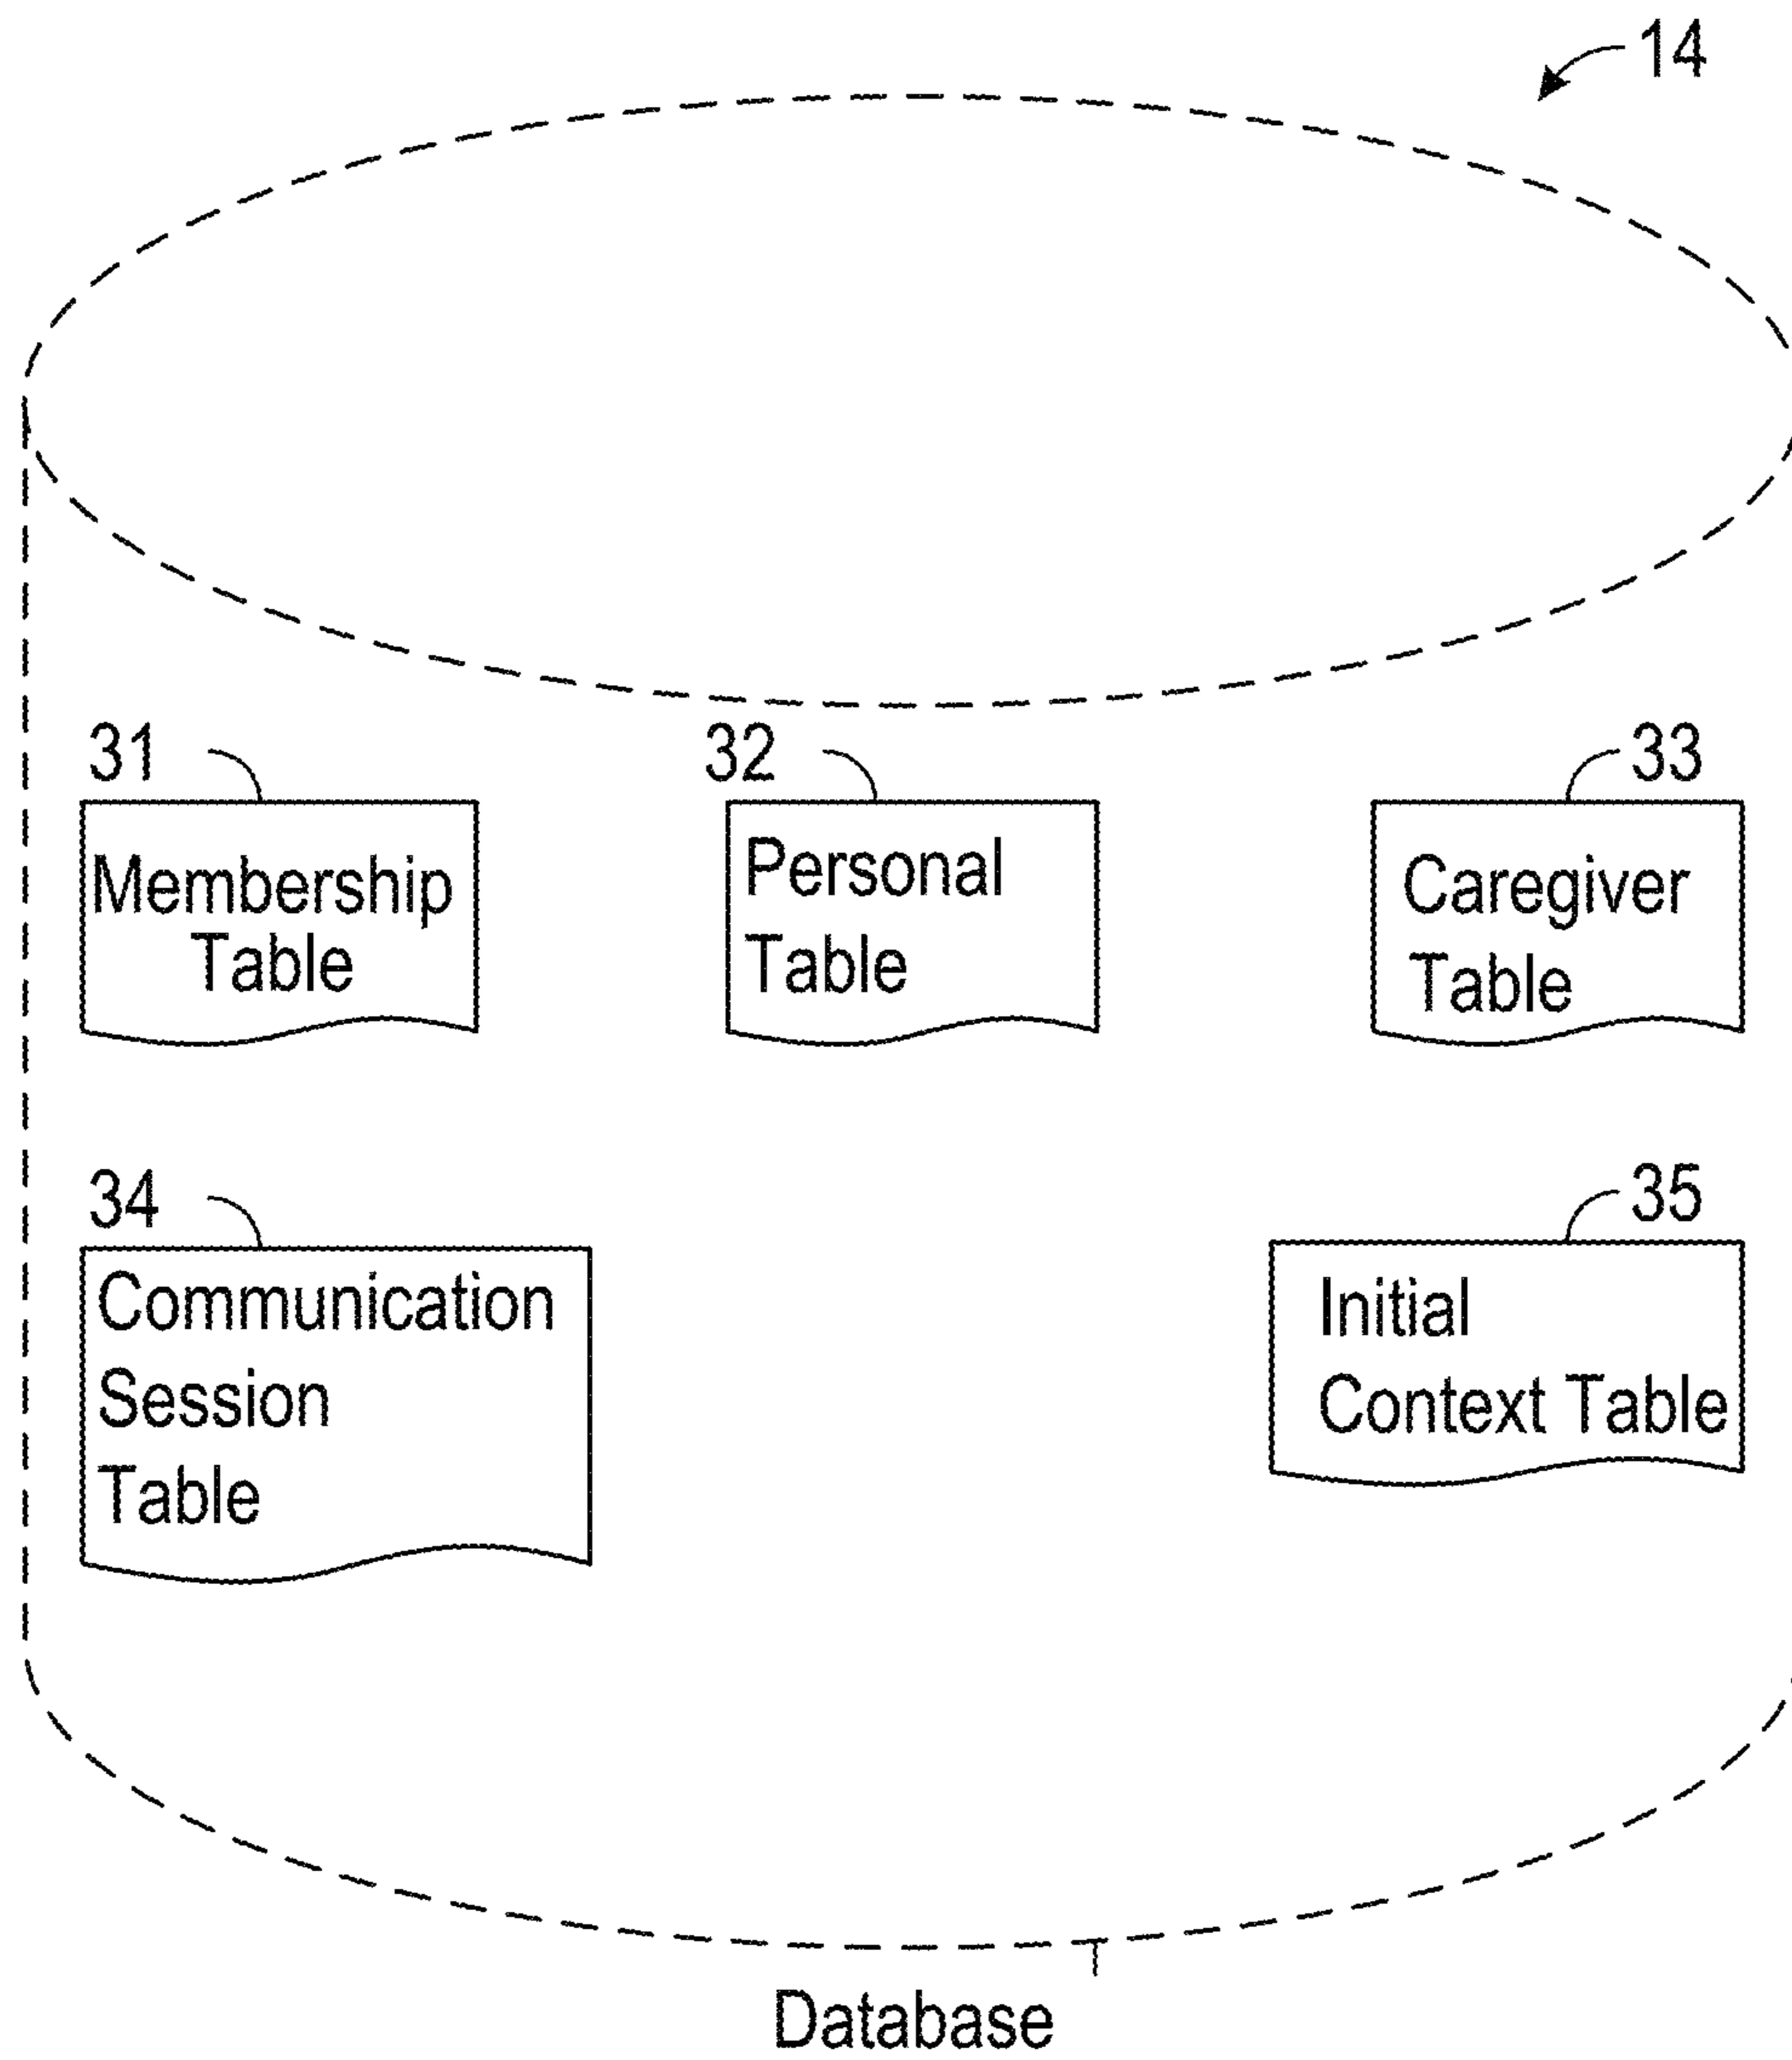 14
31
Membership
Table
32
Personal
Table
33
Caregiver
Table
34
Communication
Session
Table
35
Initial
Context Table
Database